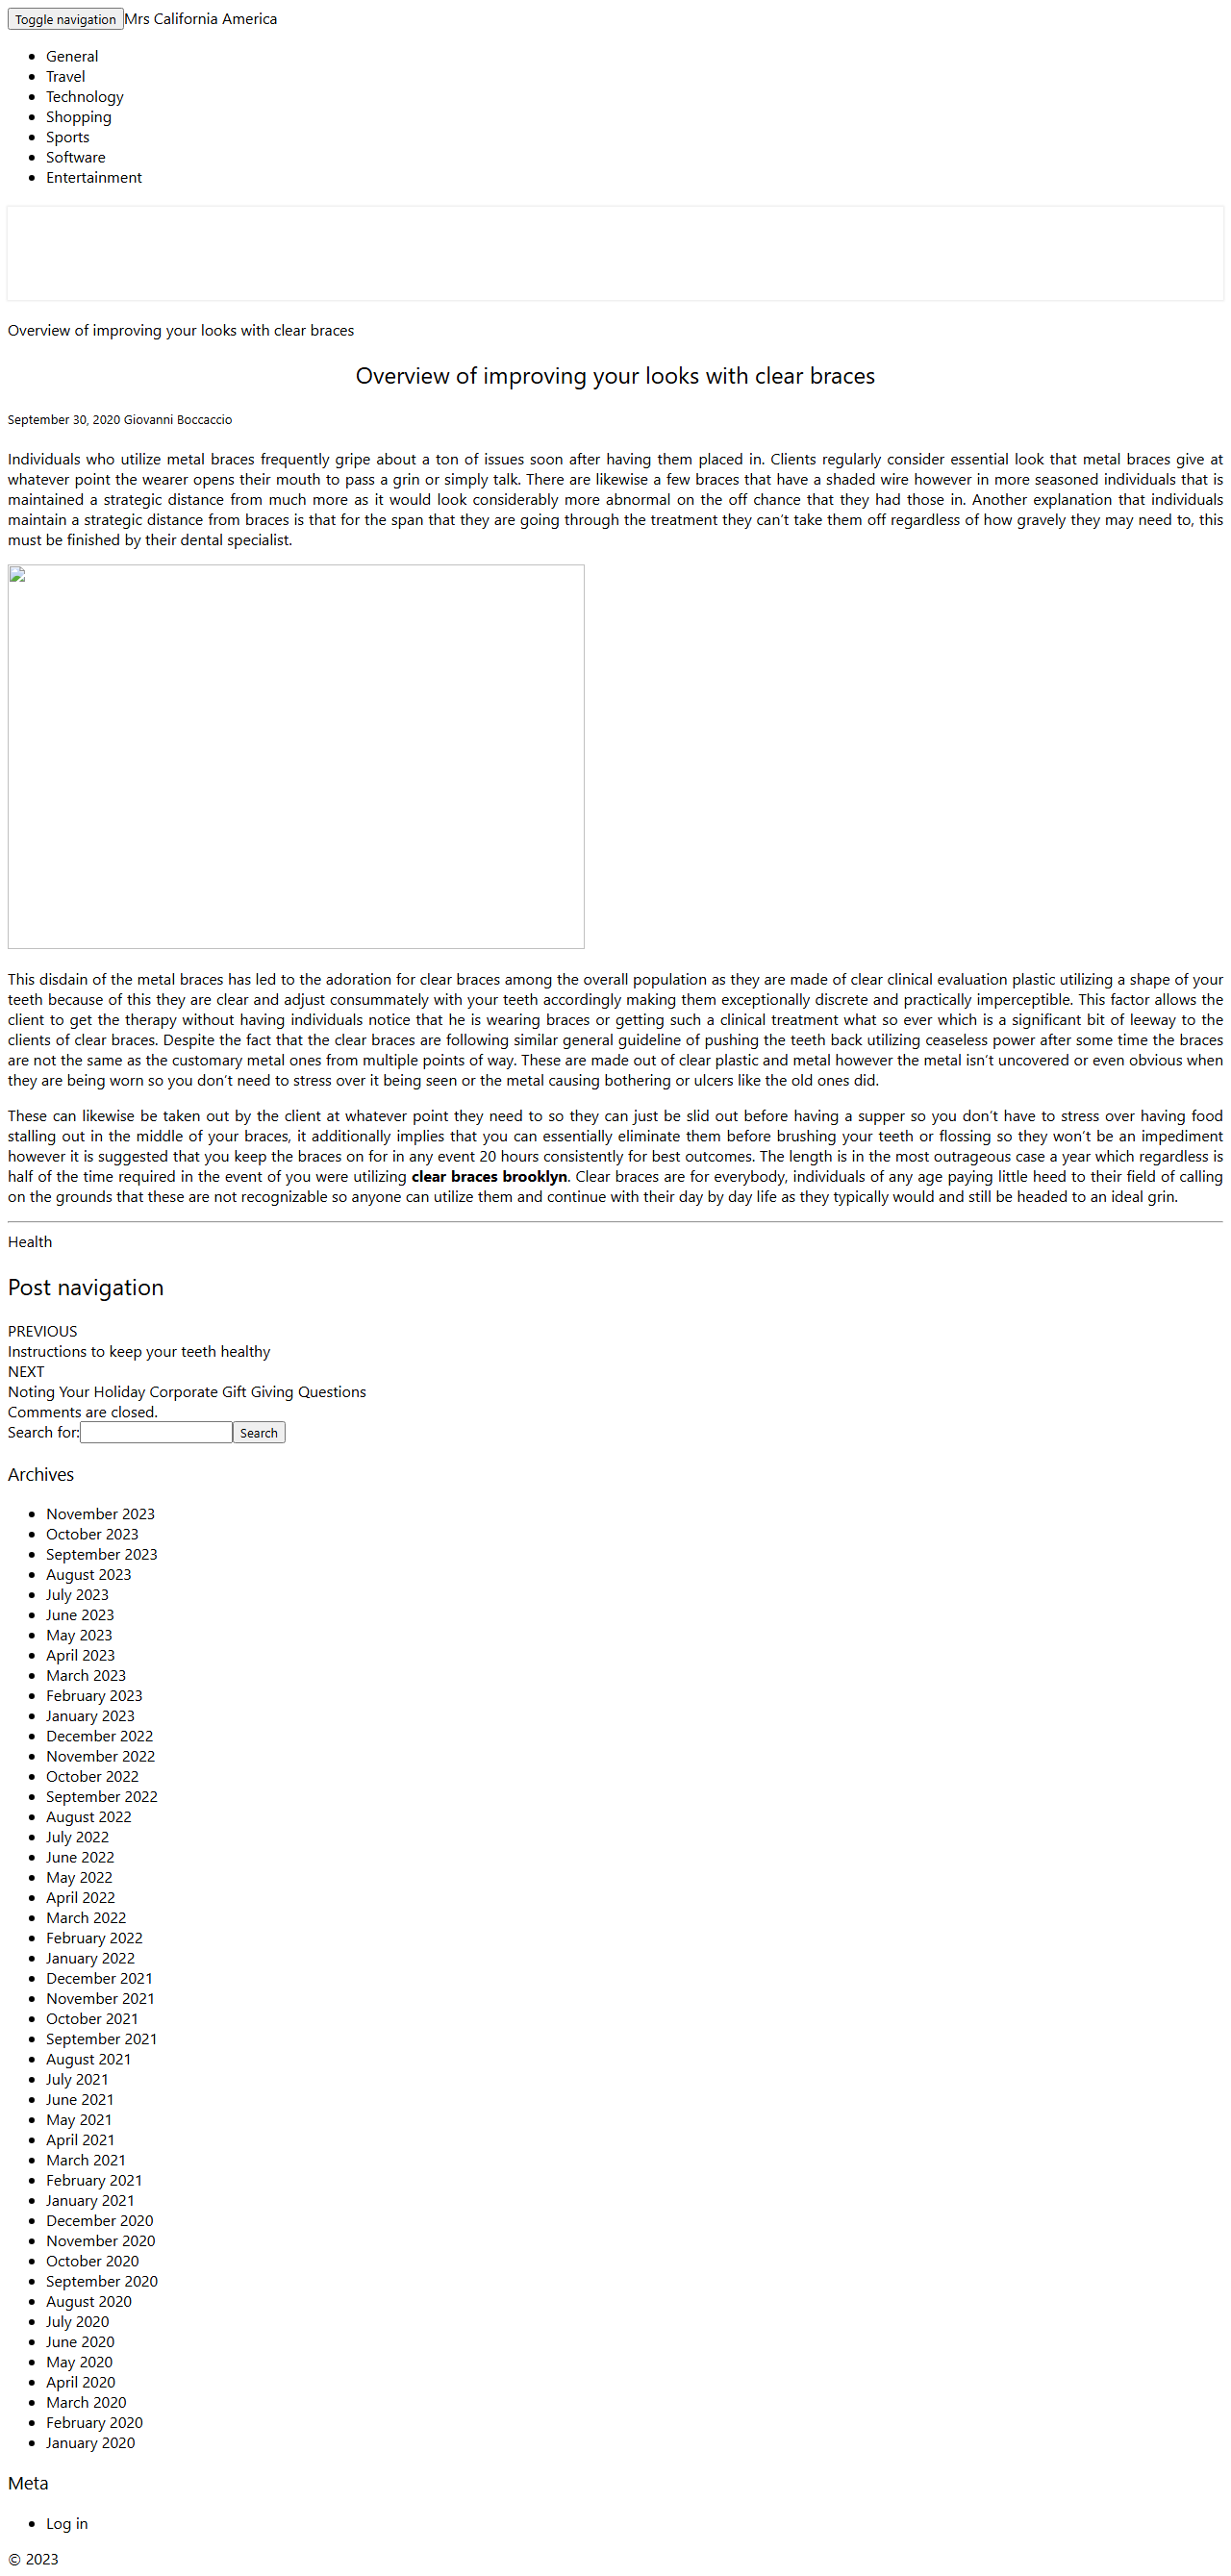 Toggle navigation Mrs California America
General
Travel
Technology
Shopping
Sports
Software
Entertainment
Overview of improving your looks with clear braces
Overview of improving your looks with clear braces
September 30, 2020 Giovanni Boccaccio
Individuals who utilize metal braces frequently gripe about a ton of issues soon after having them placed in. Clients regularly consider essential look that metal braces give at
whatever point the wearer opens their mouth to pass a grin or simply talk. There are likewise a few braces that have a shaded wire however in more seasoned individuals that is
maintained a strategic distance from much more as it would look considerably more abnormal on the off chance that they had those in. Another explanation that individuals
maintain a strategic distance from braces is that for the span that they are going through the treatment they can't take them off regardless of how gravely they may need to, this
must be finished by their dental specialist.
This disdain of the metal braces has led to the adoration for clear braces among the overall population as they are made of clear clinical evaluation plastic utilizing a shape of your
teeth because of this they are clear and adjust consummately with your teeth accordingly making them exceptionally discrete and practically imperceptible. This factor allows the
client to get the therapy without having individuals notice that he is wearing braces or getting such a clinical treatment what so ever which is a significant bit of leeway to the
clients of clear braces. Despite the fact that the clear braces are following similar general guideline of pushing the teeth back utilizing ceaseless power after some time the braces
are not the same as the customary metal ones from multiple points of way. These are made out of clear plastic and metal however the metal isn't uncovered or even obvious when
they are being worn so you don't need to stress over it being seen or the metal causing bothering or ulcers like the old ones did.
These can likewise be taken out by the client at whatever point they need to so they can just be slid out before having a supper so you don't have to stress over having food
stalling out in the middle of your braces, it additionally implies that you can essentially eliminate them before brushing your teeth or flossing so they won't be an impediment
however it is suggested that you keep the braces on for in any event 20 hours consistently for best outcomes. The length is in the most outrageous case a year which regardless is
half of the time required in the event of you were utilizing clear braces brooklyn. Clear braces are for everybody, individuals of any age paying little heed to their field of calling
on the grounds that these are not recognizable so anyone can utilize them and continue with their day by day life as they typically would and still be headed to an ideal grin.
Health
Post navigation
PREVIOUS
Instructions to keep your teeth healthy
NEXT
Noting Your Holiday Corporate Gift Giving Questions
Comments are closed.
Search for: Search
Archives
November 2023
October 2023
September 2023
August 2023
July 2023
June 2023
May 2023
April 2023
March 2023
February 2023
January 2023
December 2022
November 2022
October 2022
September 2022
August 2022
July 2022
June 2022
May 2022
April 2022
March 2022
February 2022
January 2022
December 2021
November 2021
October 2021
September 2021
August 2021
July 2021
June 2021
May 2021
April 2021
March 2021
February 2021
January 2021
December 2020
November 2020
October 2020
September 2020
August 2020
July 2020
June 2020
May 2020
April 2020
March 2020
February 2020
January 2020
Meta
Log in
© 2023